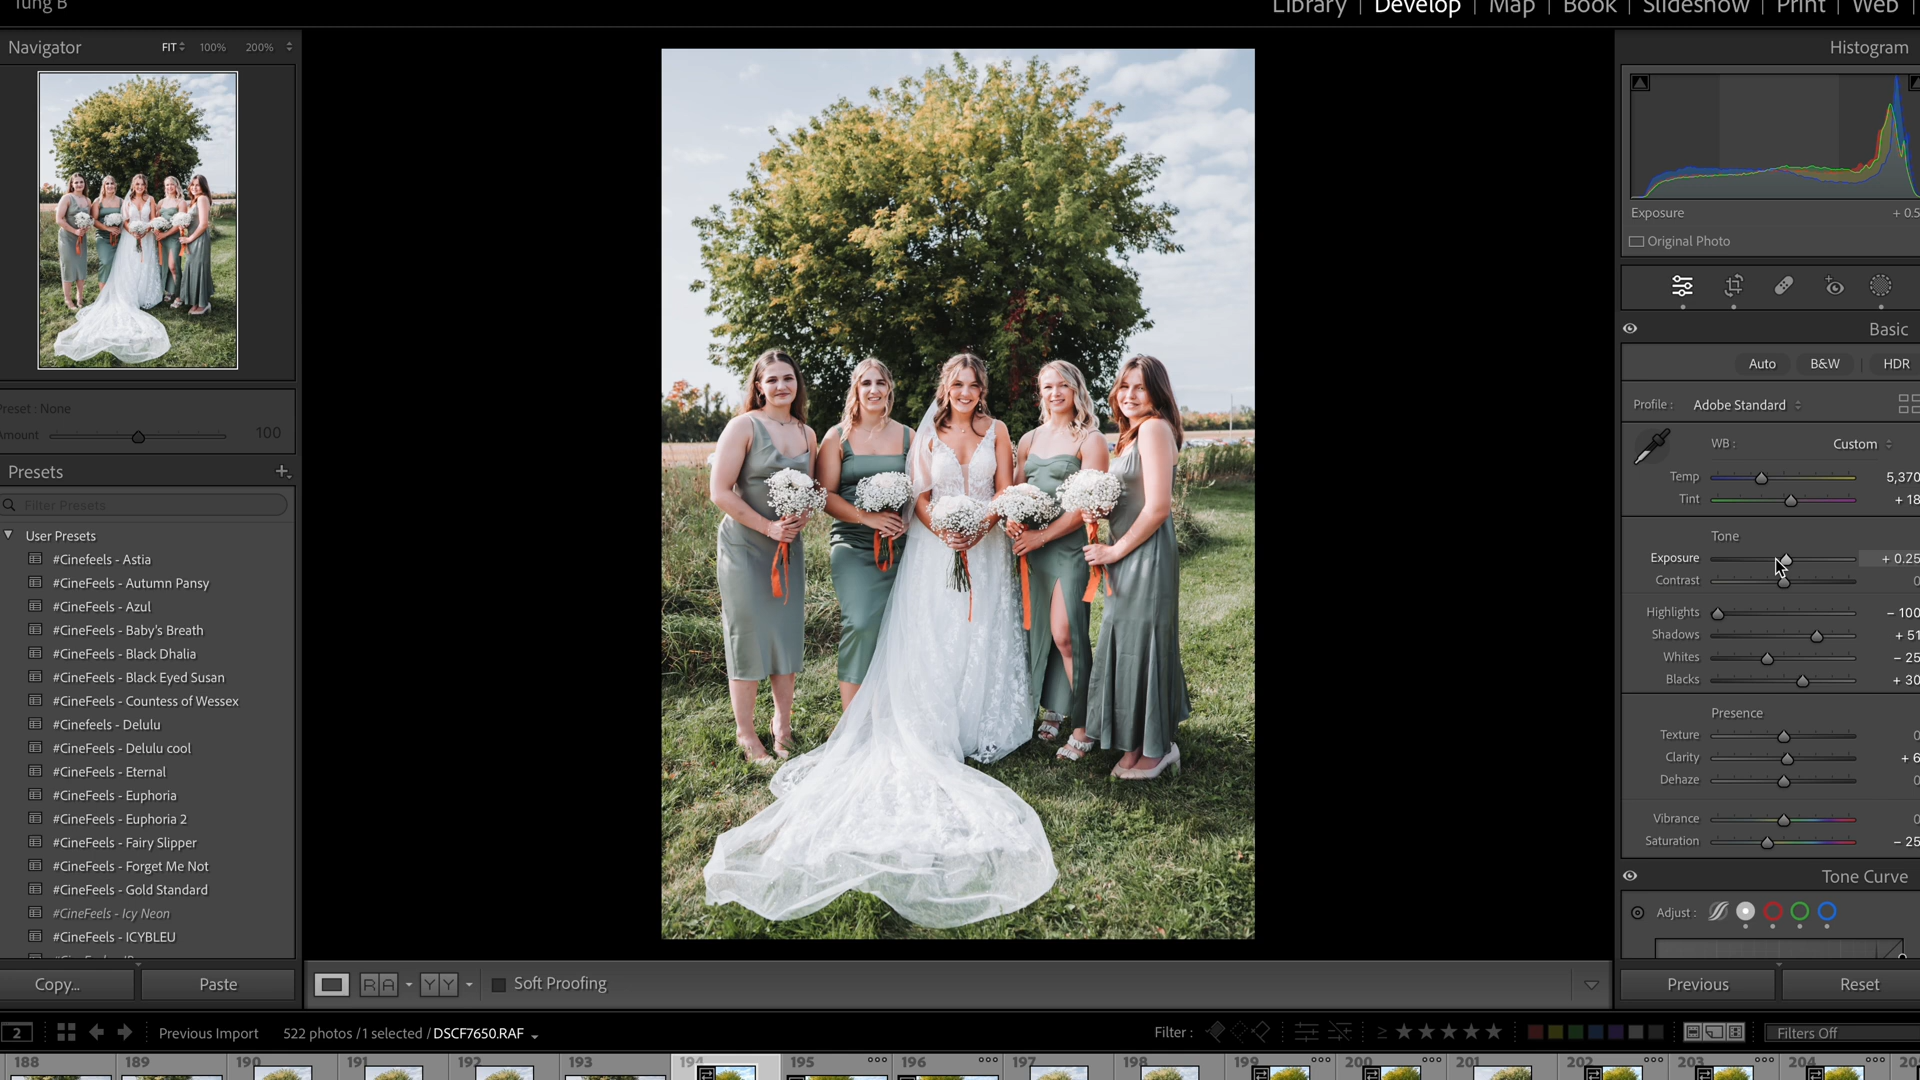 Tung B
Library | Develop | Map | Book | Slideshow | Print | Web |
Navigator FIT 100% 200%
Preset : None
Amount 100
Presets
Filter Presets
User Presets
#Cinefeels - Astia
#CineFeels - Autumn Pansy
#CineFeels - Azul
#CineFeels - Baby's Breath
#CineFeels - Black Dhalia
#CineFeels - Black Eyed Susan
#CineFeels - Countess of Wessex
#Cinefeels - Delulu
#CineFeels - Delulu cool
#CineFeels - Eternal
#CineFeels - Euphoria
#CineFeels - Euphoria 2
#CineFeels - Fairy Slipper
#CineFeels - Forget Me Not
#CineFeels - Gold Standard
#CineFeels - Icy Neon
#CineFeels - ICYBLEU
Copy... Paste
Soft Proofing
Histogram
Exposure + 0.5
Original Photo
Basic
Auto B&W | HDR
Profile : Adobe Standard
WB : Custom
Temp 5,370
Tint + 18
Tone
Exposure + 0.25
Contrast 0
Highlights − 100
Shadows + 51
Whites − 25
Blacks + 30
Presence
Texture 0
Clarity + 6
Dehaze 0
Vibrance 0
Saturation − 25
Tone Curve
Adjust :
Previous Reset
2 Previous Import 522 photos / 1 selected / DSCF7650.RAF Filter : ≥ Filters Off
188 189 190 191 192 193 194 195 196 197 198 199 200 201 202 203 204